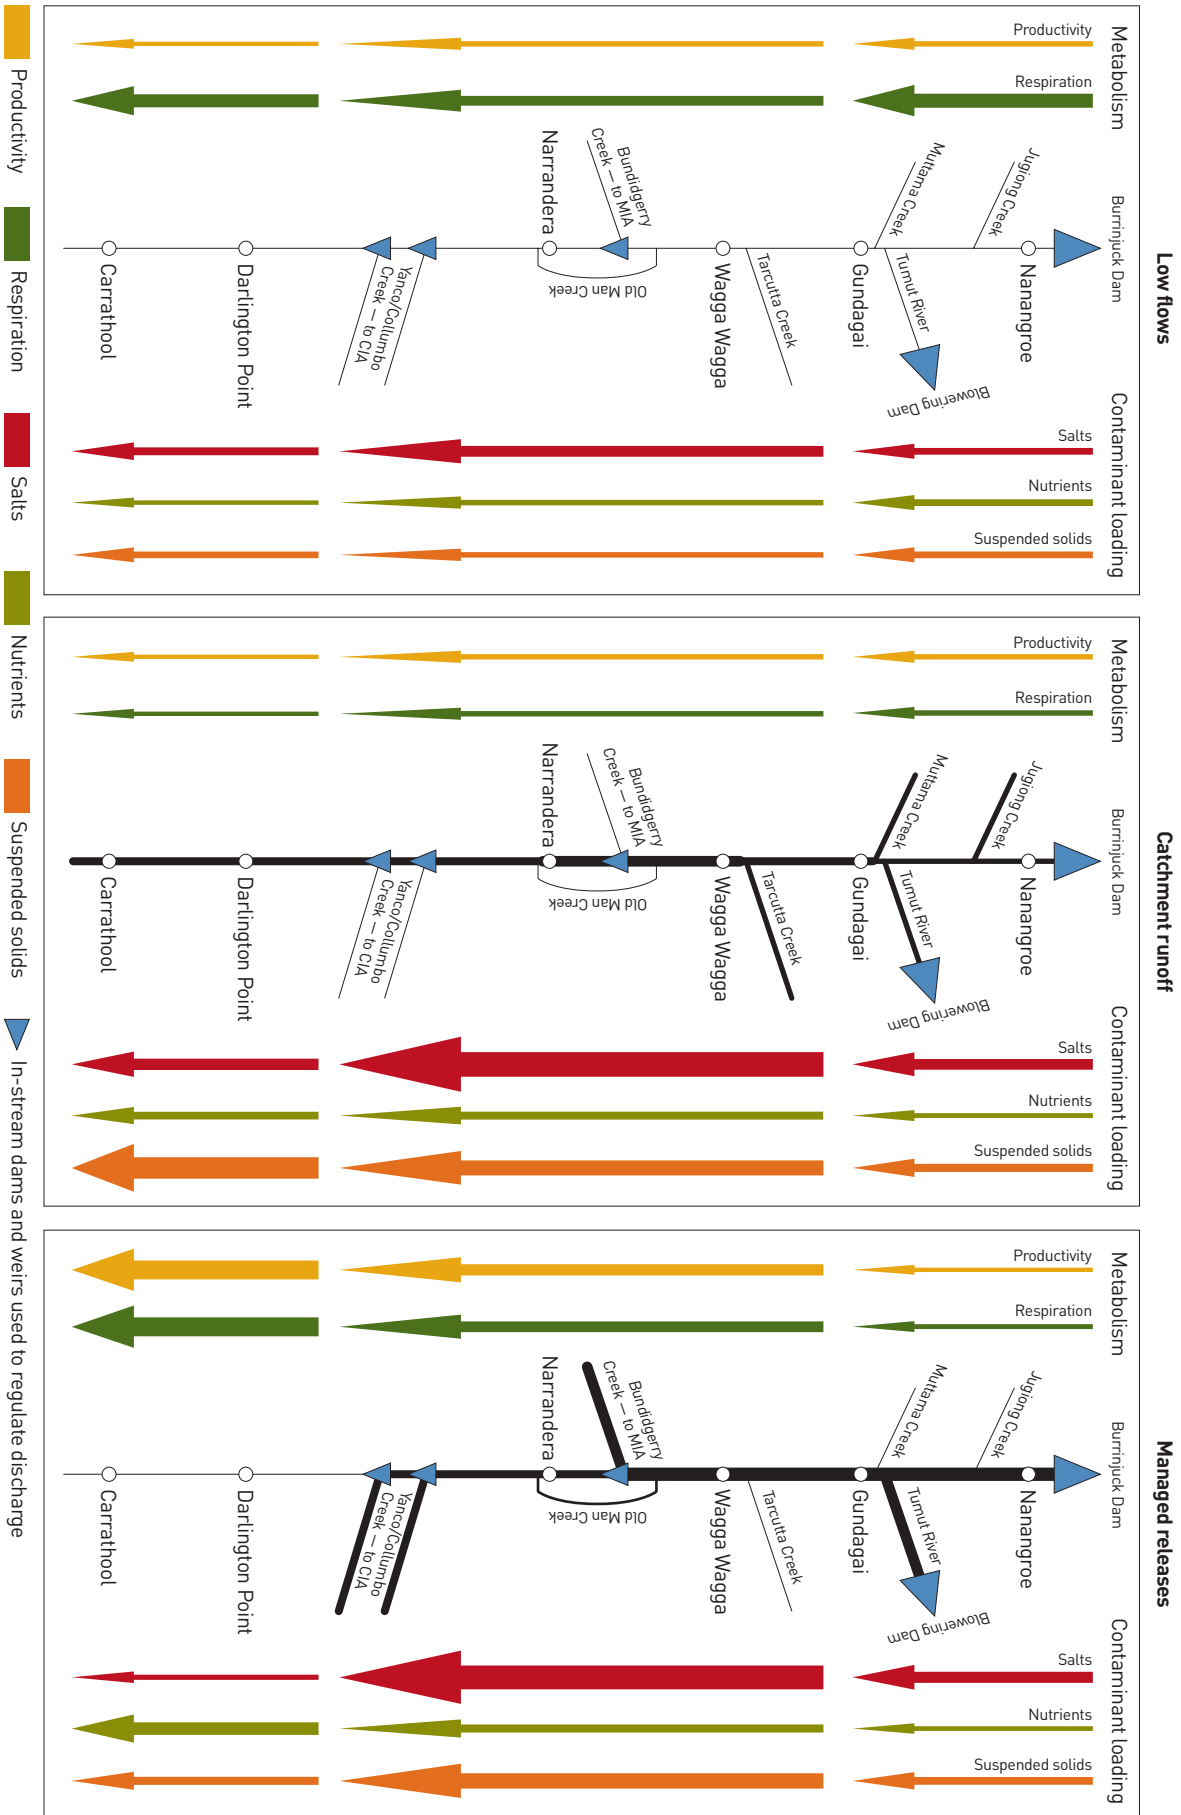 Low flows
Metabolism
Productivity
Respiration
Contaminant loading
Salts
Nutrients
Suspended solids
Burrinjuck Dam
Jugiong Creek
Nanangroe
Muttama Creek
Tumut River
Blowering Dam
Gundagai
Tarcutta Creek
Wagga Wagga
Old Man Creek
Bundidgerry
Creek — to MIA
Narrandera
Yanco/Collumbo
Creek — to CIA
Darlington Point
Carrathool
Catchment runoff
Metabolism
Productivity
Respiration
Contaminant loading
Salts
Nutrients
Suspended solids
Burrinjuck Dam
Jugiong Creek
Nanangroe
Muttama Creek
Tumut River
Blowering Dam
Gundagai
Tarcutta Creek
Wagga Wagga
Old Man Creek
Bundidgerry
Creek — to MIA
Narrandera
Yanco/Collumbo
Creek — to CIA
Darlington Point
Carrathool
Managed releases
Metabolism
Productivity
Respiration
Contaminant loading
Salts
Nutrients
Suspended solids
Burrinjuck Dam
Jugiong Creek
Nanangroe
Muttama Creek
Tumut River
Blowering Dam
Gundagai
Tarcutta Creek
Wagga Wagga
Old Man Creek
Bundidgerry
Creek — to MIA
Narrandera
Yanco/Collumbo
Creek — to CIA
Darlington Point
Carrathool
Productivity
Respiration
Salts
Nutrients
Suspended solids
In-stream dams and weirs used to regulate discharge